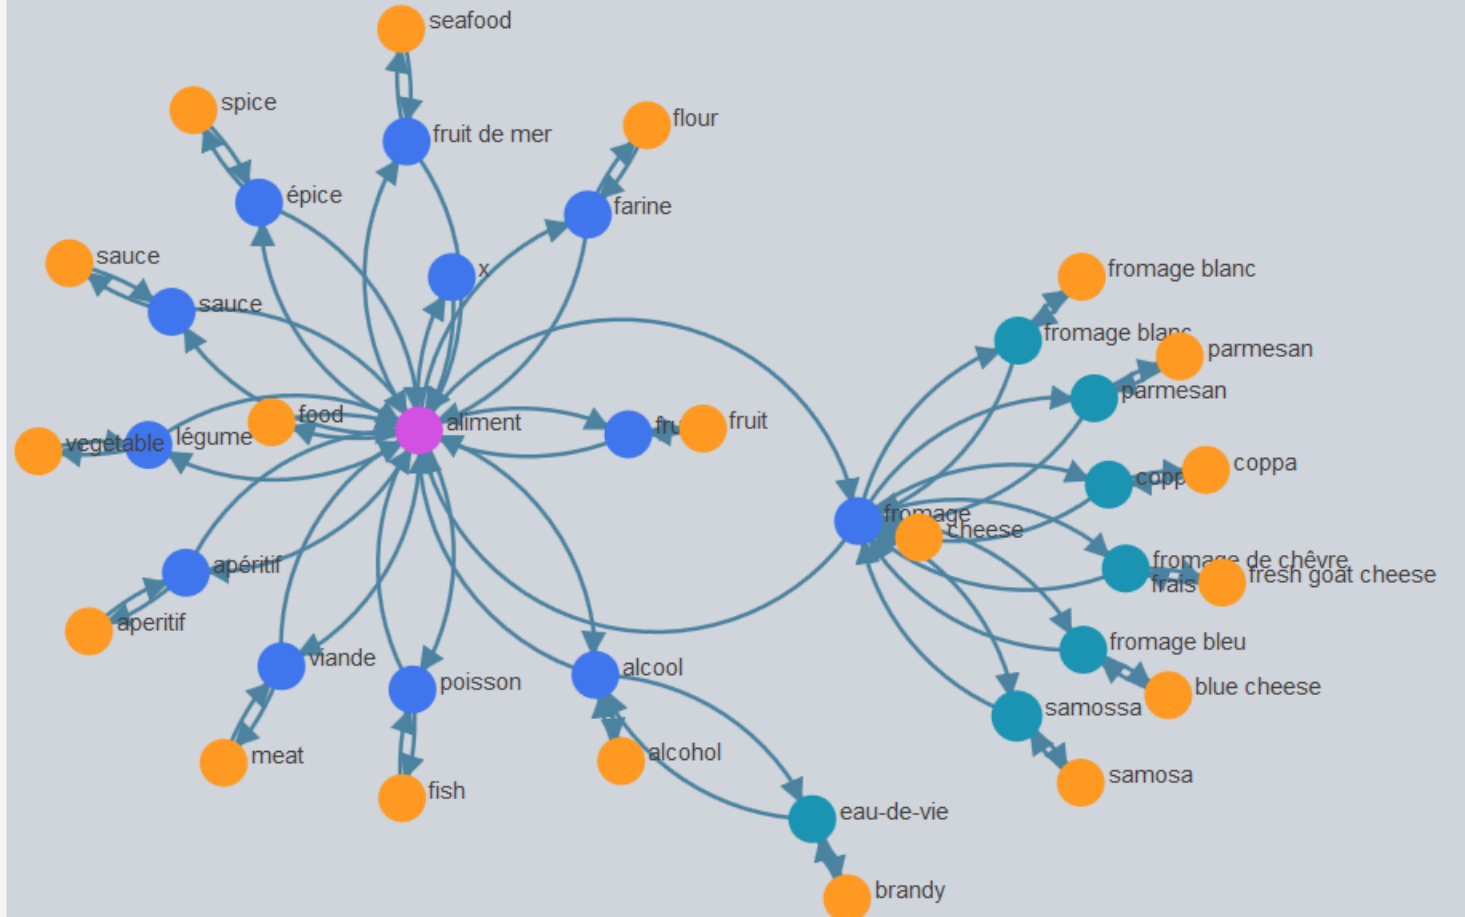 seafood
spice
flour
fruit de mer
épice
farine
sauce
x
fromage blanc
sauce
fromage blanc
parmesan
parmesan
food
aliment
fruit
vegetable
légume
coppa
fromage
cheese
fromage de chêvre
frais
fresh goat cheese
apéritif
aperitif
viande
poisson
alcool
fromage bleu
blue cheese
samossa
meat
fish
alcohol
samosa
eau-de-vie
brandy